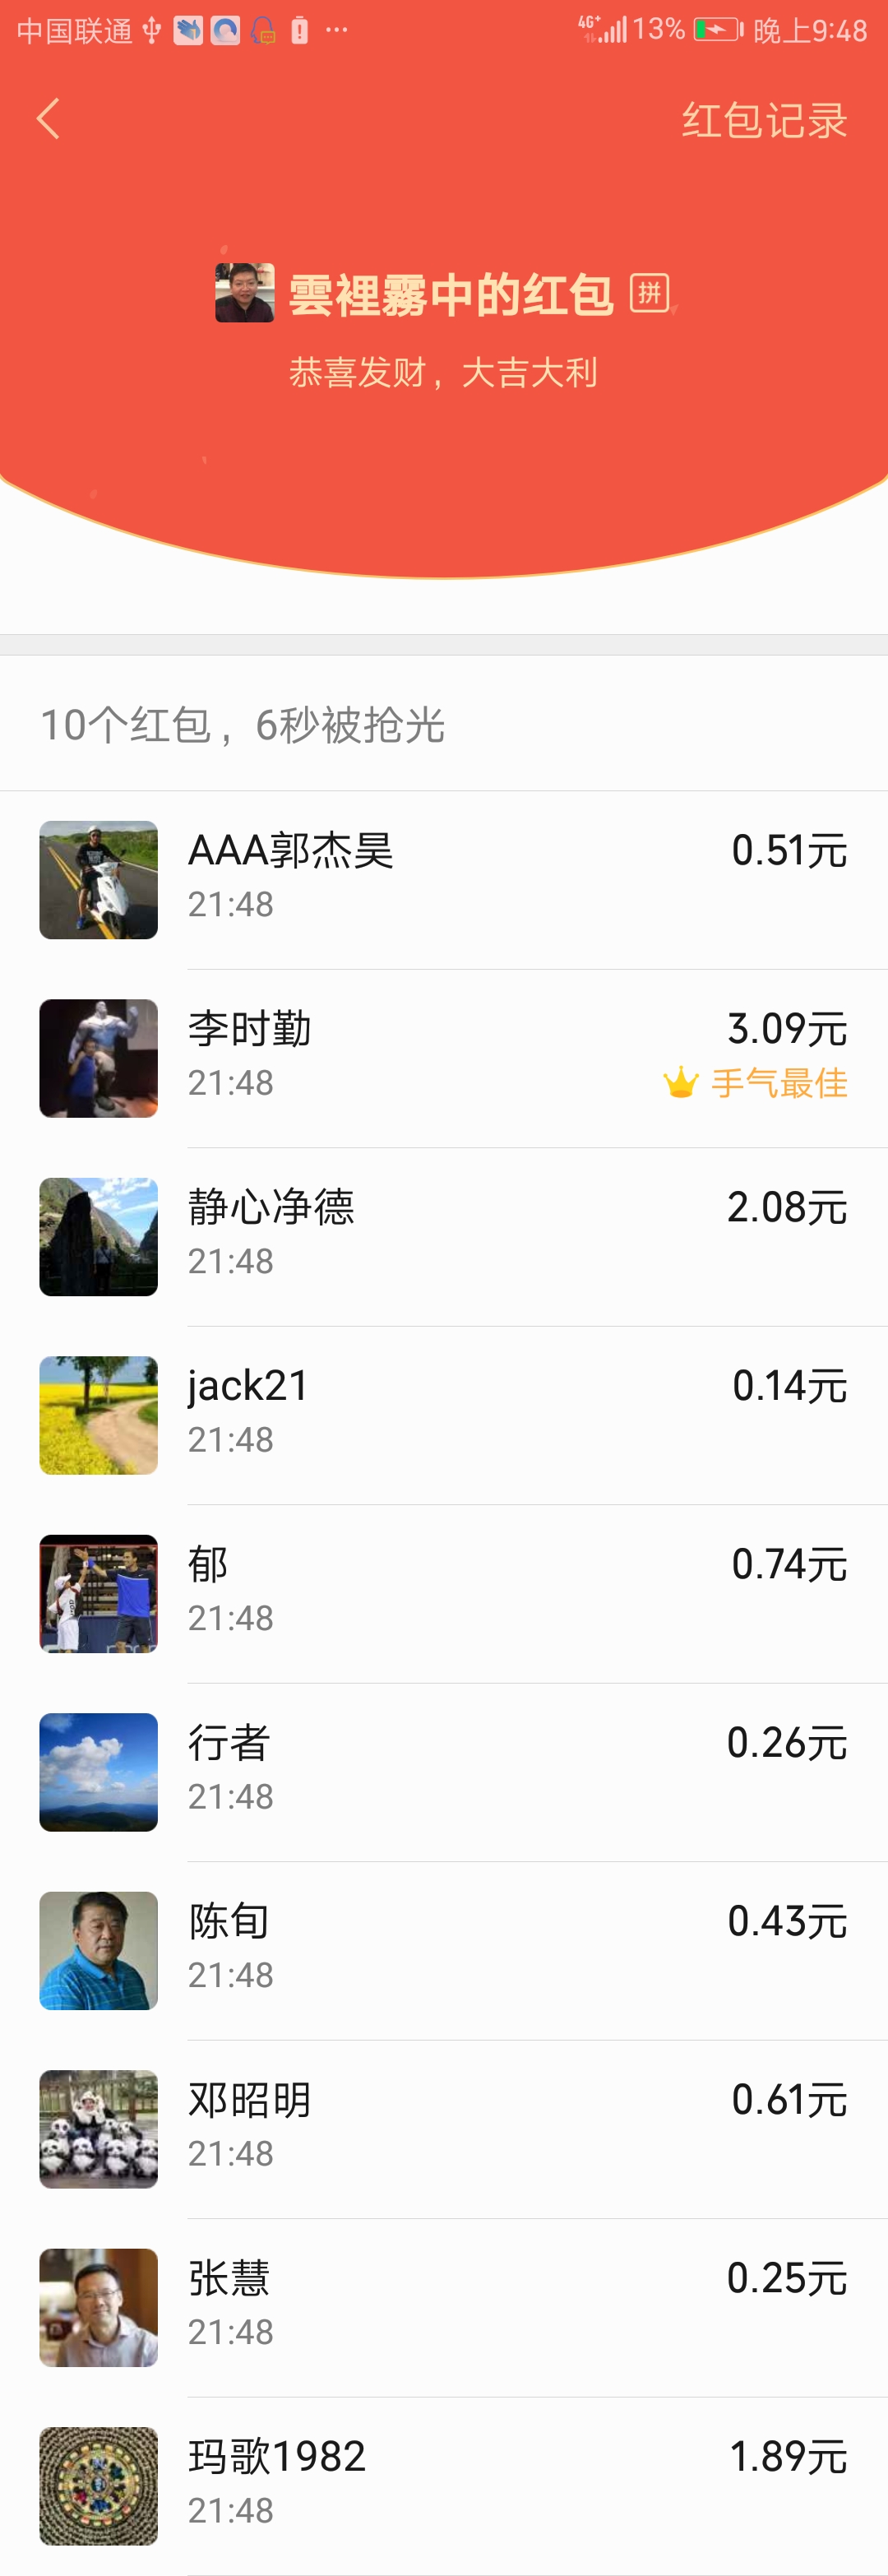 中国联通 4G+ 13% 晚上9:48
红包记录
雲裡霧中的红包 拼
恭喜发财，大吉大利
10个红包，6秒被抢光
AAA郭杰昊 0.51元
21:48
李时勤 3.09元
21:48 手气最佳
静心净德 2.08元
21:48
jack21 0.14元
21:48
郁 0.74元
21:48
行者 0.26元
21:48
陈旬 0.43元
21:48
邓昭明 0.61元
21:48
张慧 0.25元
21:48
玛歌1982 1.89元
21:48